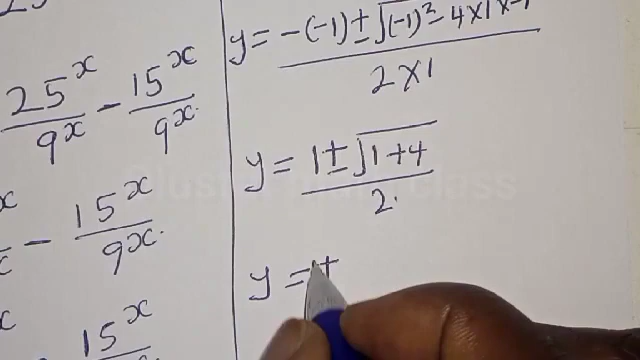 25^x/9^x - 15^x/9^x.
- 15^x/9^x.
15^x
y = (-(-1) ± √((-1)² - 4×1×-1))/(2×1)
y = (1 ± √(1+4))/2.
y =